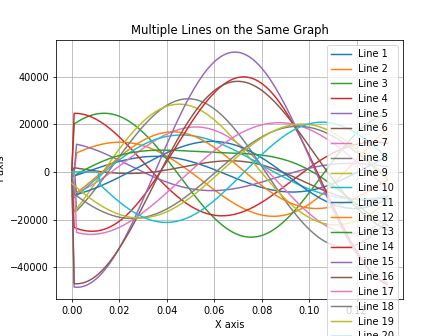 Multiple Lines on the Same Graph
40000
20000
0
−20000
−40000
0.00
0.02
0.04
0.06
0.08
0.10
X axis
Line 1
Line 2
Line 3
Line 4
Line 5
Line 6
Line 7
Line 8
Line 9
Line 10
Line 11
Line 12
Line 13
Line 14
Line 15
Line 16
Line 17
Line 18
Line 19